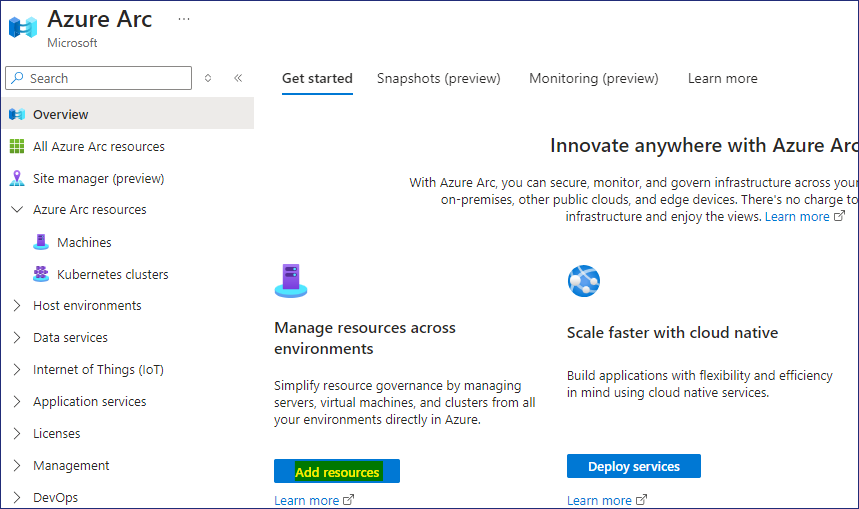 Azure Arc ...
Microsoft
Search
Overview
All Azure Arc resources
Site manager (preview)
Azure Arc resources
Machines
Kubernetes clusters
Host environments
Data services
Internet of Things (IoT)
Application services
Licenses
Management
DevOps
Get started Snapshots (preview) Monitoring (preview) Learn more
Innovate anywhere with Azure Arc
With Azure Arc, you can secure, monitor, and govern infrastructure across your
on-premises, other public clouds, and edge devices. There's no charge to
infrastructure and enjoy the views. Learn more
Manage resources across
environments
Simplify resource governance by managing
servers, virtual machines, and clusters from all
your environments directly in Azure.
Add resources
Learn more
Scale faster with cloud native
Build applications with flexibility and efficiency
in mind using cloud native services.
Deploy services
Learn more